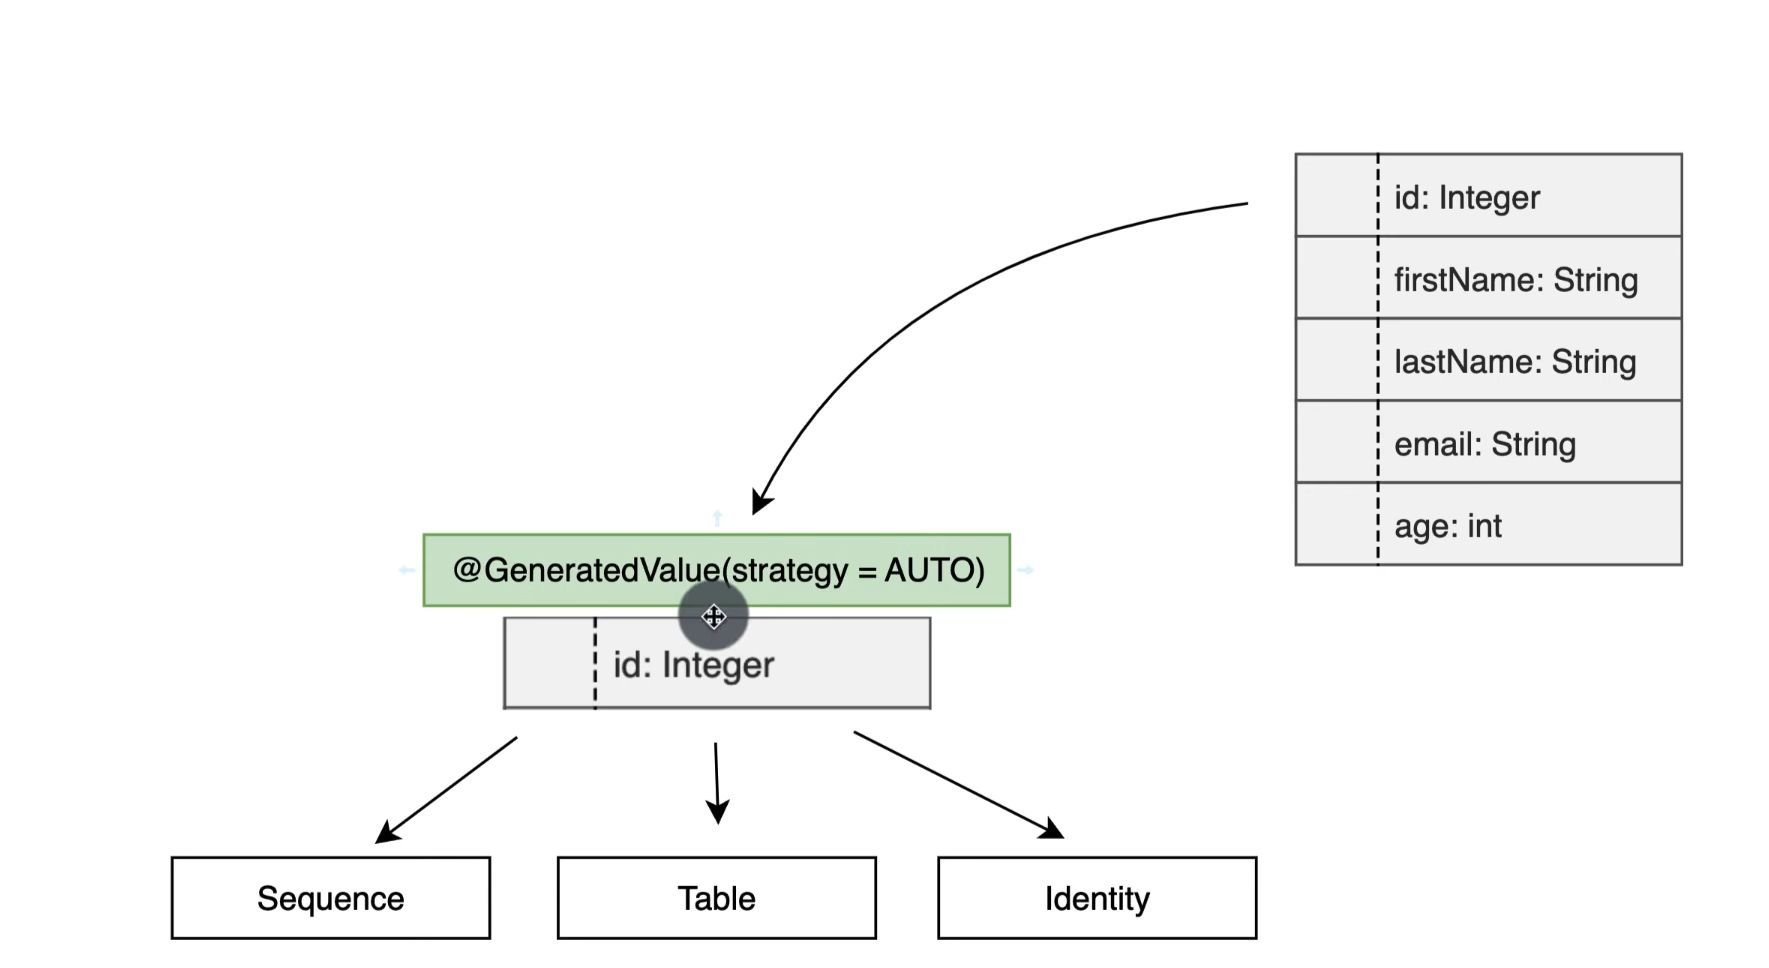 id: Integer
firstName: String
lastName: String
email: String
age: int
@GeneratedValue(strategy = AUTO)
id: Integer
Sequence
Table
Identity